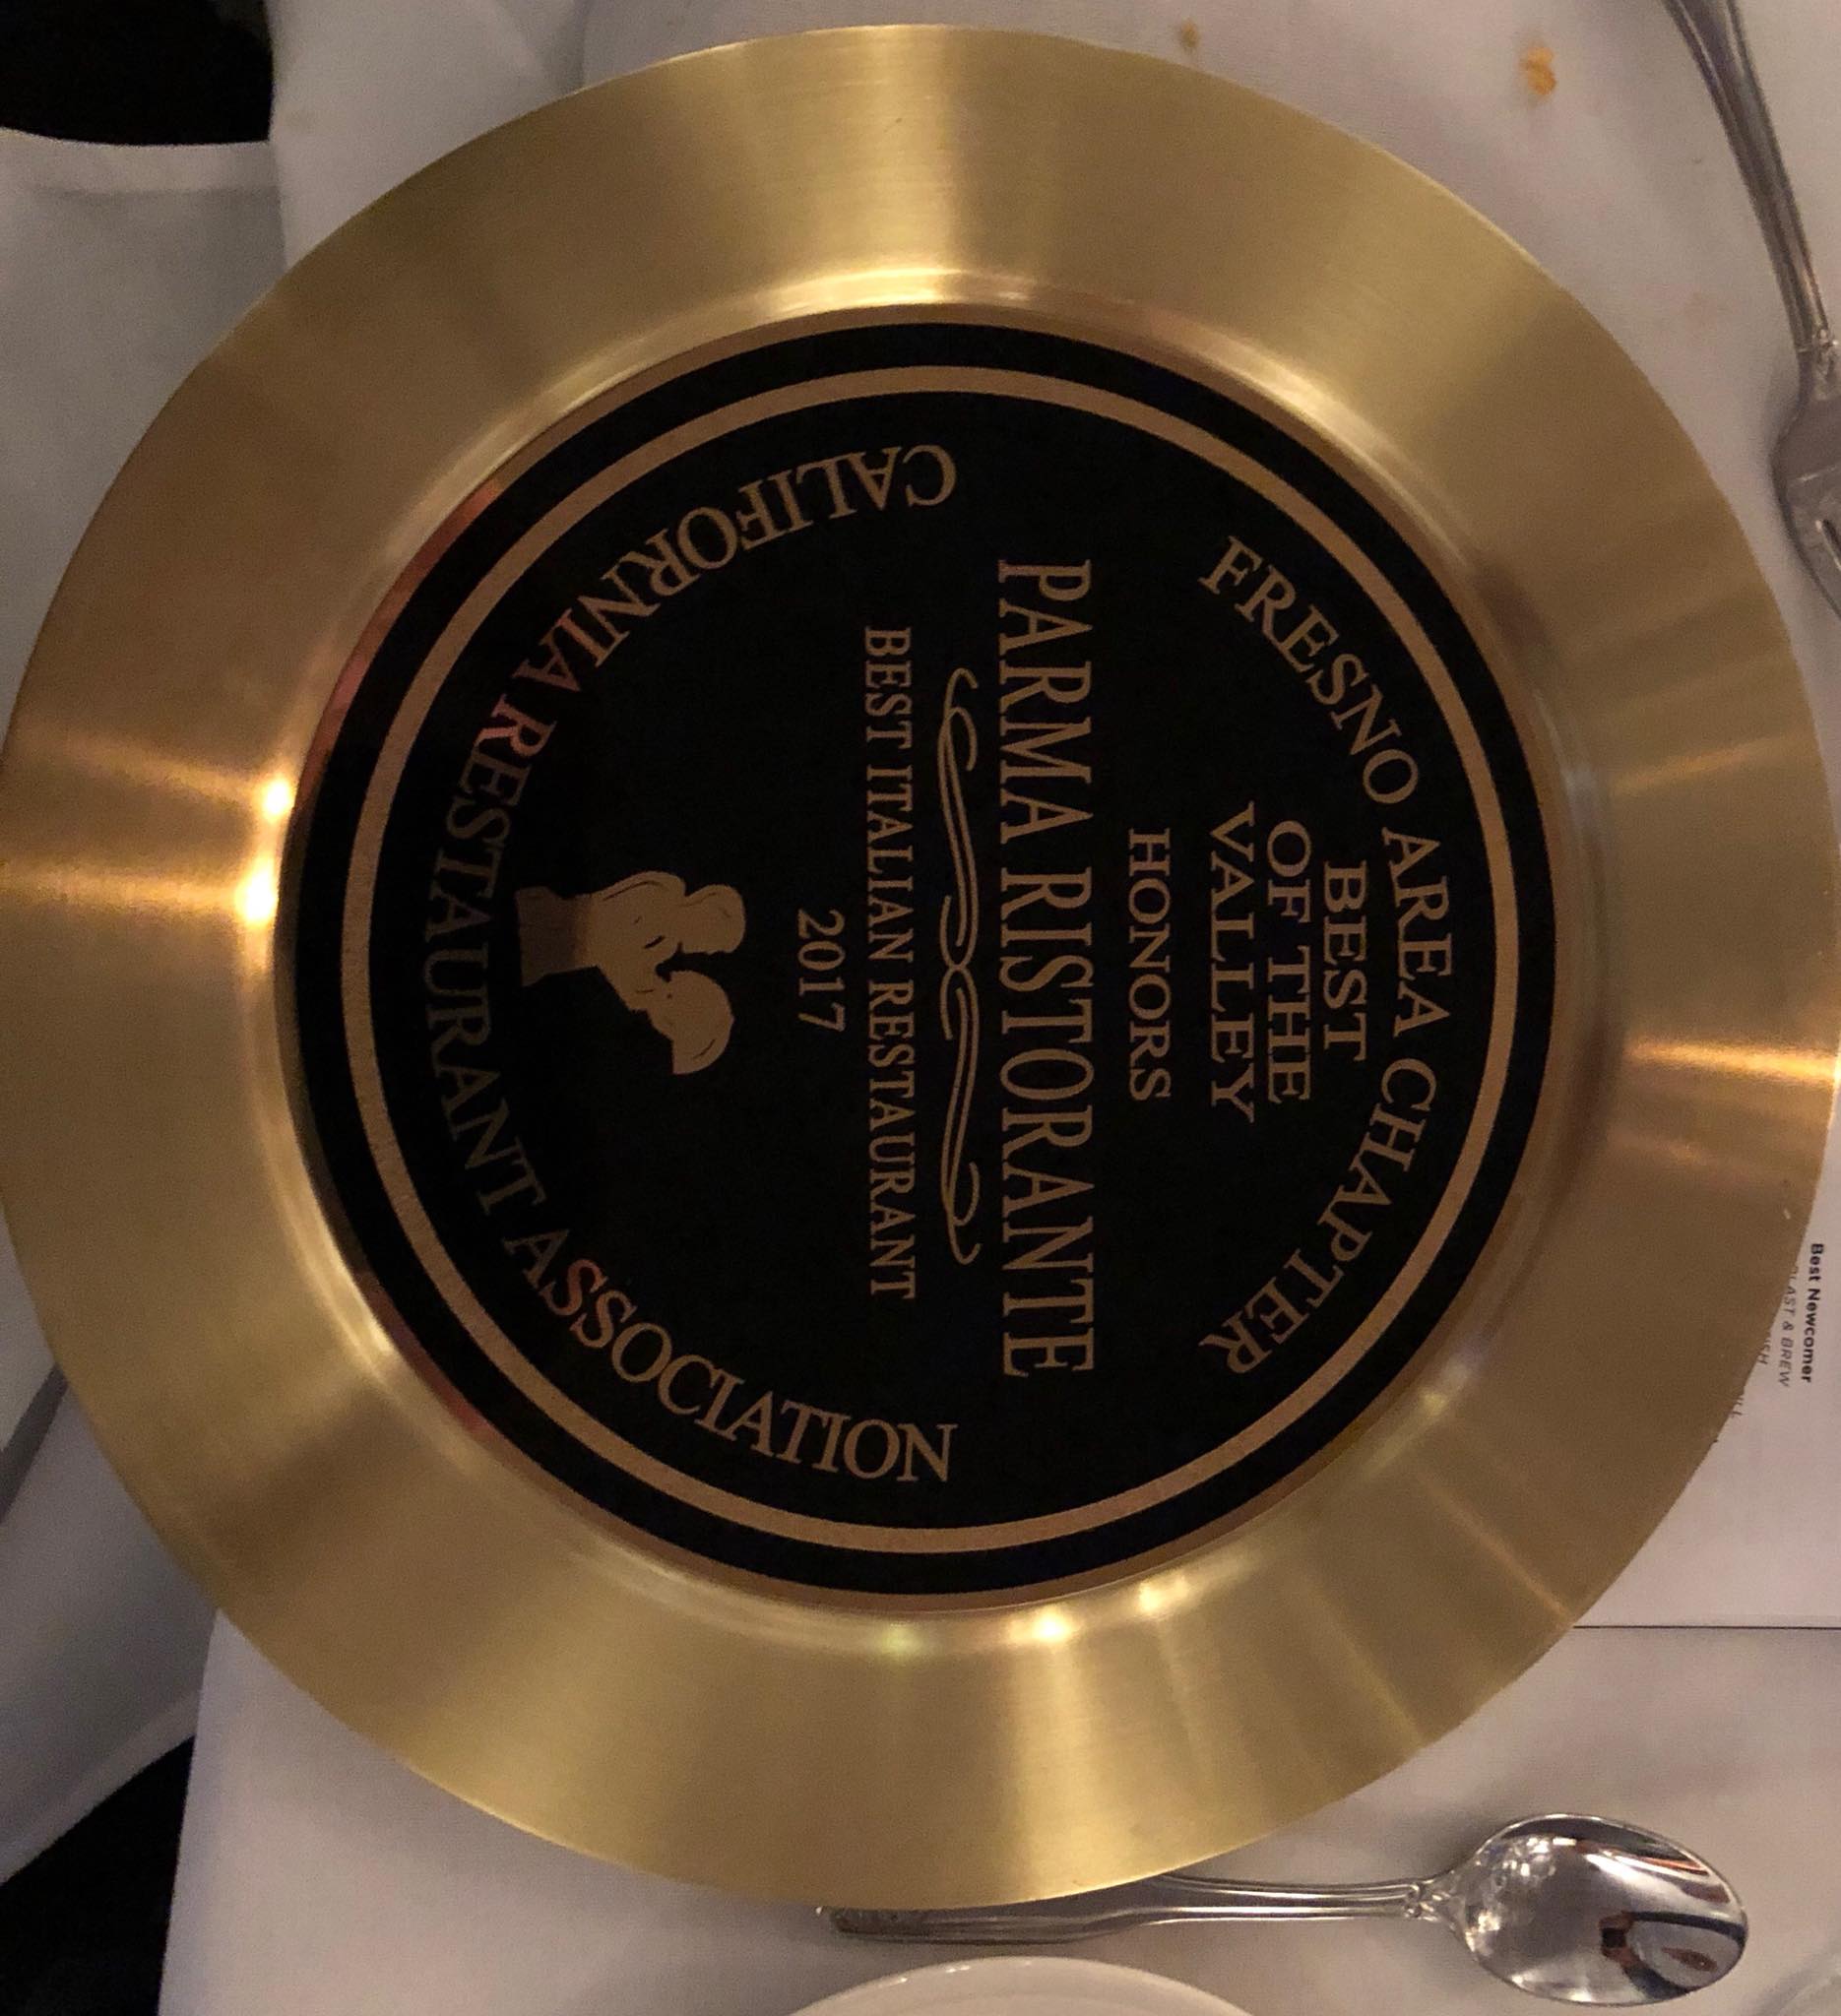 FRESNO AREA CHAPTER
BEST
OF THE
VALLEY
HONORS
PARMA RISTORANTE
BEST ITALIAN RESTAURANT
2017
CALIFORNIA RESTAURANT ASSOCIATION
Best Newcomer
& BREW